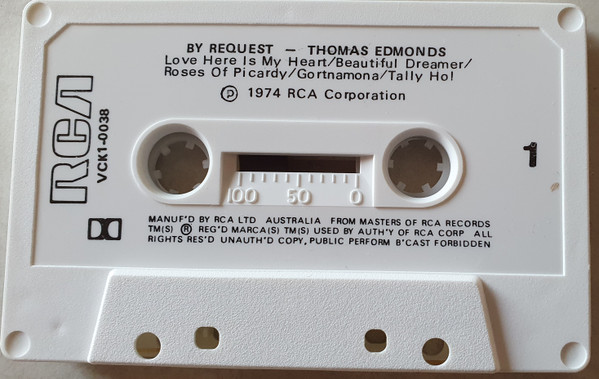 BY REQUEST — THOMAS EDMONDS
Love Here Is My Heart/Beautiful Dreamer/
Roses Of Picardy/Gortnamona/Tally Ho!
Ⓟ 1974 RCA Corporation
RCA
VCK1-0038
1
100 50 0
MANUF'D BY RCA LTD AUSTRALIA FROM MASTERS OF RCA RECORDS
TM(S) ® REG'D MARCA(S) TM(S) USED BY AUTH'Y OF RCA CORP ALL
RIGHTS RES'D UNAUTH'D COPY, PUBLIC PERFORM B'CAST FORBIDDEN